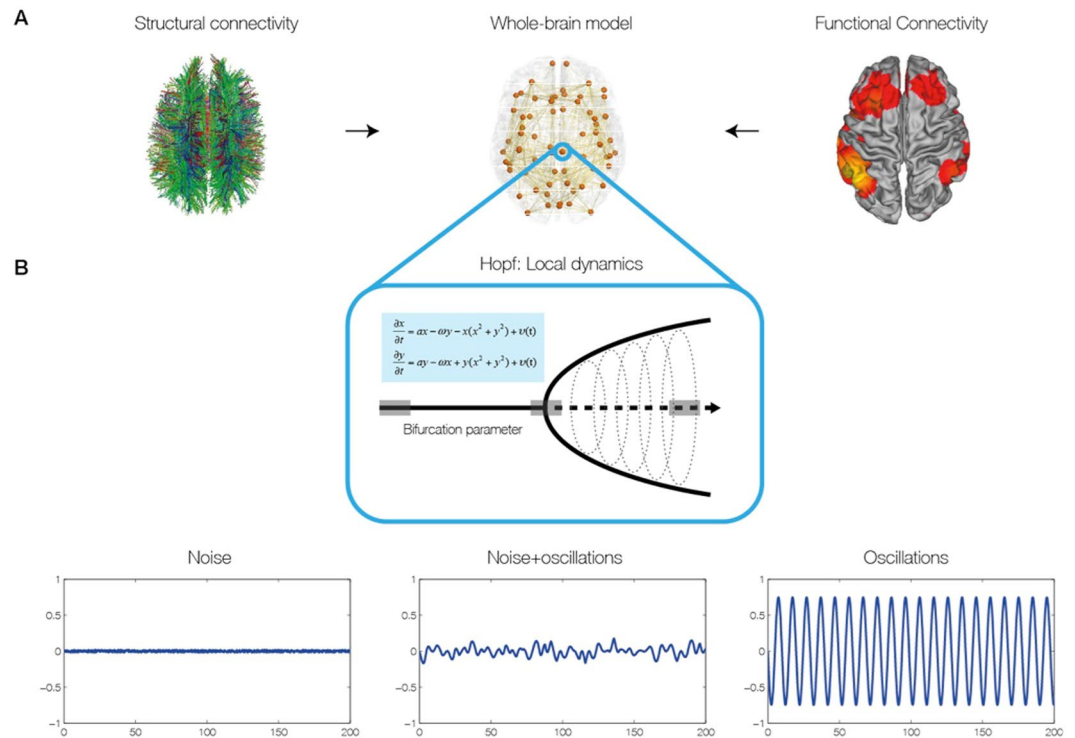 A
Structural connectivity
Whole-brain model
Functional Connectivity
B
Hopf: Local dynamics
∂x/∂t = ax − ωy − x(x² + y²) + υ(t)
∂y/∂t = ay − ωx + y(x² + y²) + υ(t)
Bifurcation parameter
Noise
1
0.5
0
−0.5
−1
0 50 100 150 200
Noise+oscillations
1
0.5
0
−0.5
−1
0 50 100 150 200
Oscillations
1
0.5
0
−0.5
−1
0 50 100 150 200